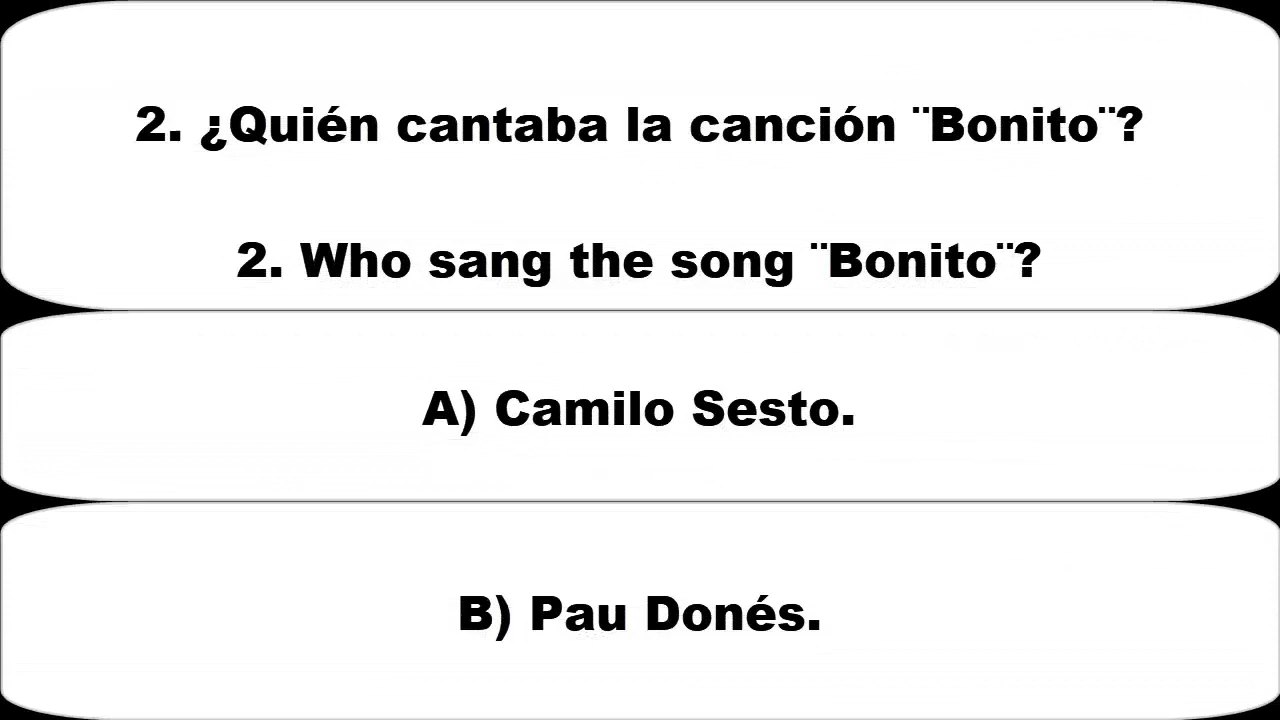 2. ¿Quién cantaba la canción ¨Bonito¨?
2. Who sang the song ¨Bonito¨?
A) Camilo Sesto.
B) Pau Donés.